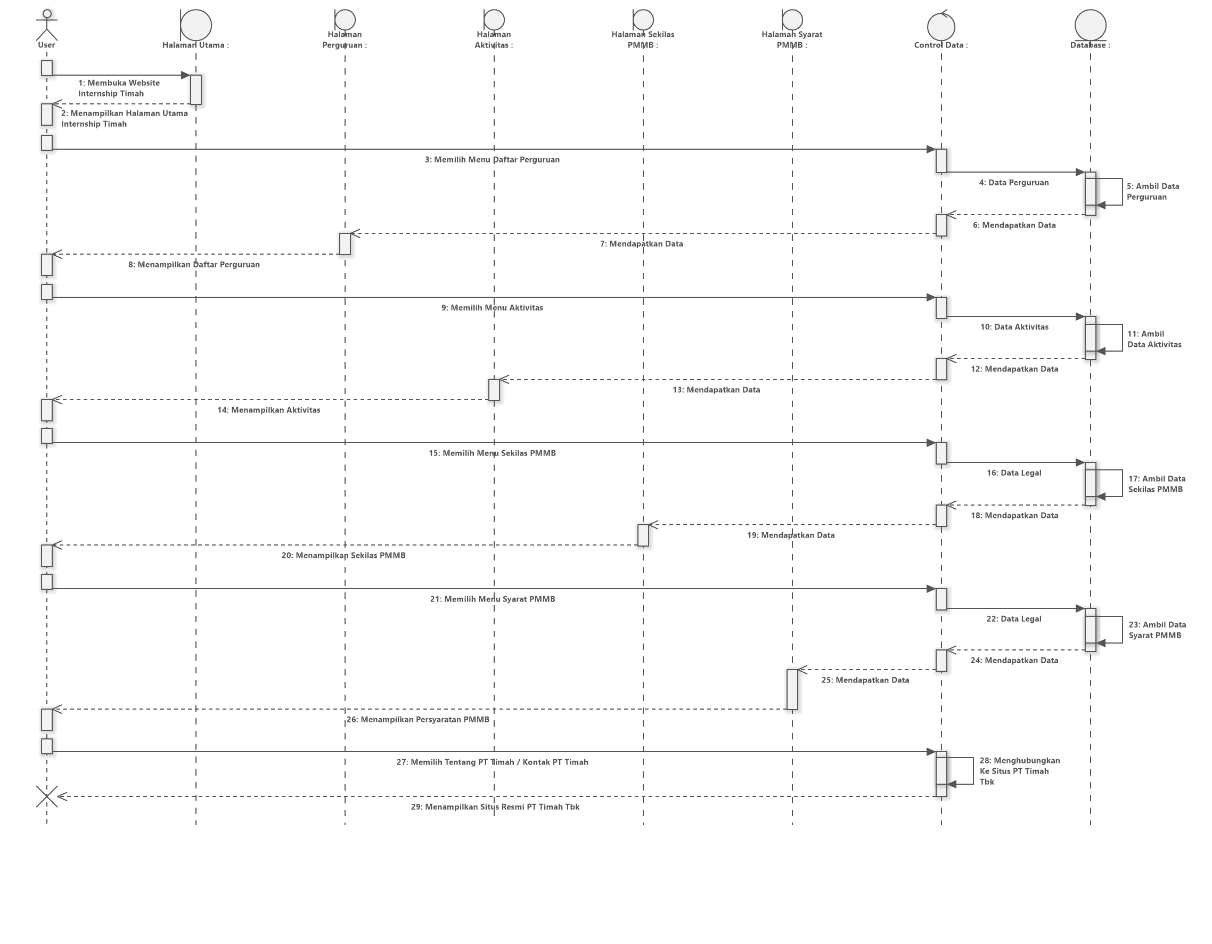 User
Halaman Utama :
Halaman
Perguruan :
Halaman
Aktivitas :
Halaman Sekilas
PMMB :
Halaman Syarat
PMMB :
Control Data :
Database :
1: Membuka Website
Internship Timah
2: Menampilkan Halaman Utama
Internship Timah
3: Memilih Menu Daftar Perguruan
4: Data Perguruan
5: Ambil Data
Perguruan
6: Mendapatkan Data
7: Mendapatkan Data
8: Menampilkan Daftar Perguruan
9: Memilih Menu Aktivitas
10: Data Aktivitas
11: Ambil
Data Aktivitas
12: Mendapatkan Data
13: Mendapatkan Data
14: Menampilkan Aktivitas
15: Memilih Menu Sekilas PMMB
16: Data Legal
17: Ambil Data
Sekilas PMMB
18: Mendapatkan Data
19: Mendapatkan Data
20: Menampilkan Sekilas PMMB
21: Memilih Menu Syarat PMMB
22: Data Legal
23: Ambil Data
Syarat PMMB
24: Mendapatkan Data
25: Mendapatkan Data
26: Menampilkan Persyaratan PMMB
27: Memilih Tentang PT Timah / Kontak PT Timah
28: Menghubungkan
Ke Situs PT Timah
Tbk
29: Menampilkan Situs Resmi PT Timah Tbk